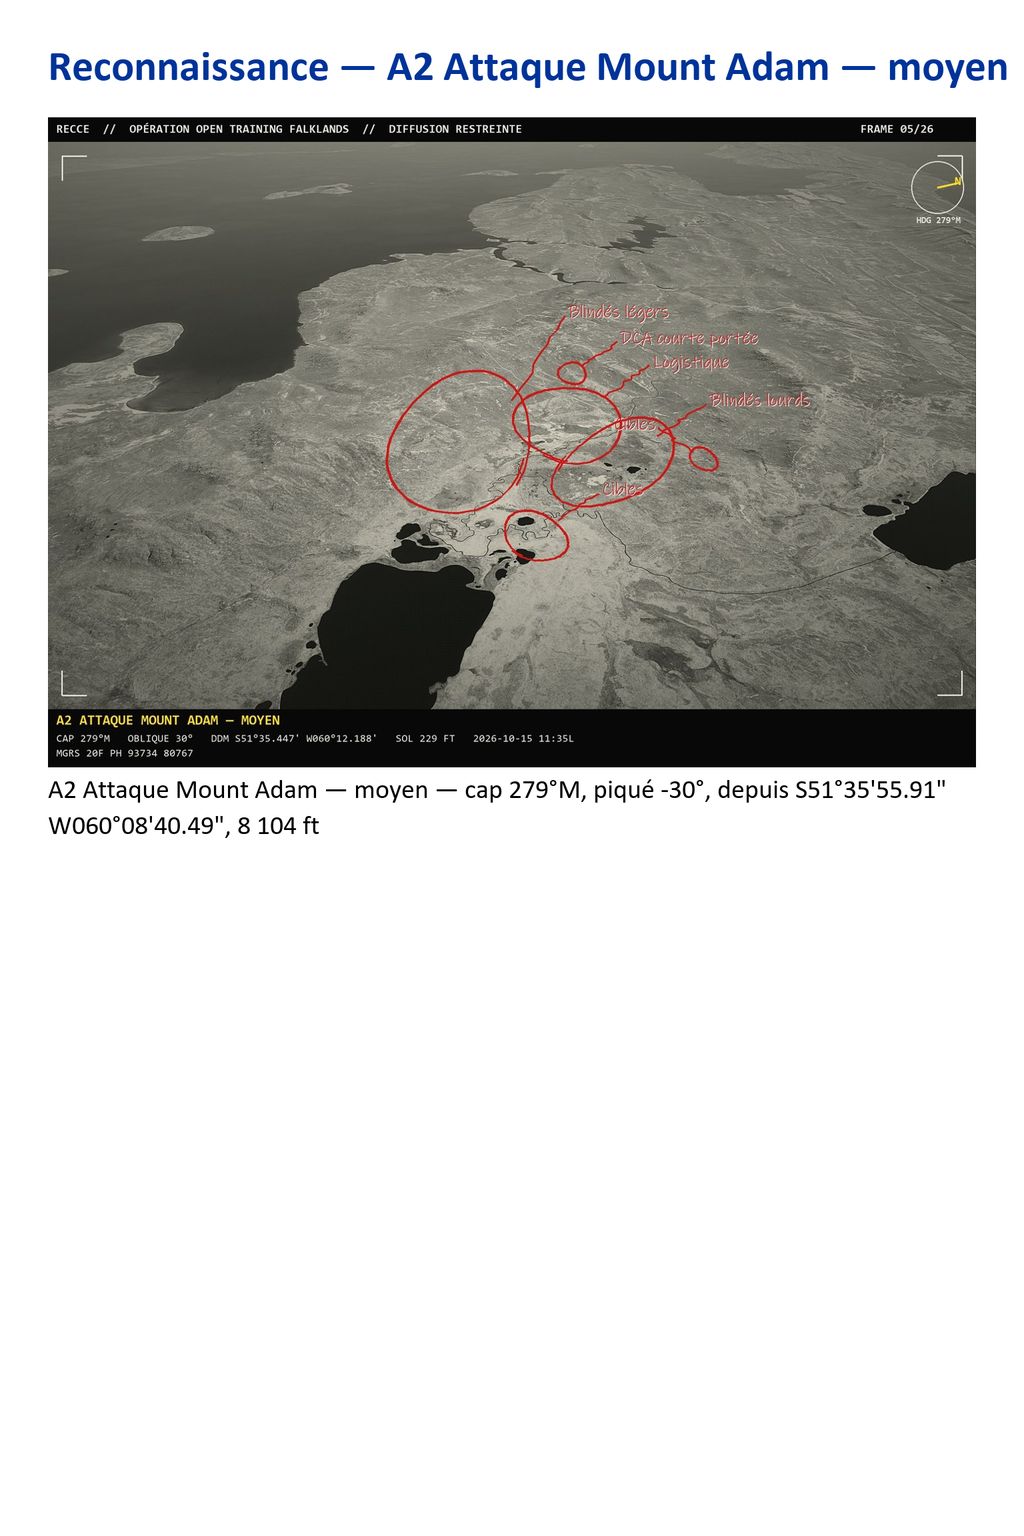 Reconnaissance — A2 Attaque Mount Adam — moyen
RECCE // OPÉRATION OPEN TRAINING FALKLANDS // DIFFUSION RESTREINTE FRAME 05/26
N
HDG 279°M
Blindés légers
DCA courte portée
Logistique
Blindés lourds
Cibles
Cibles
A2 ATTAQUE MOUNT ADAM — MOYEN
CAP 279°M OBLIQUE 30° DDM S51°35.447' W060°12.188' SOL 229 FT 2026-10-15 11:35L
MGRS 20F PH 93734 80767
A2 Attaque Mount Adam — moyen — cap 279°M, piqué -30°, depuis S51°35'55.91"
W060°08'40.49", 8 104 ft